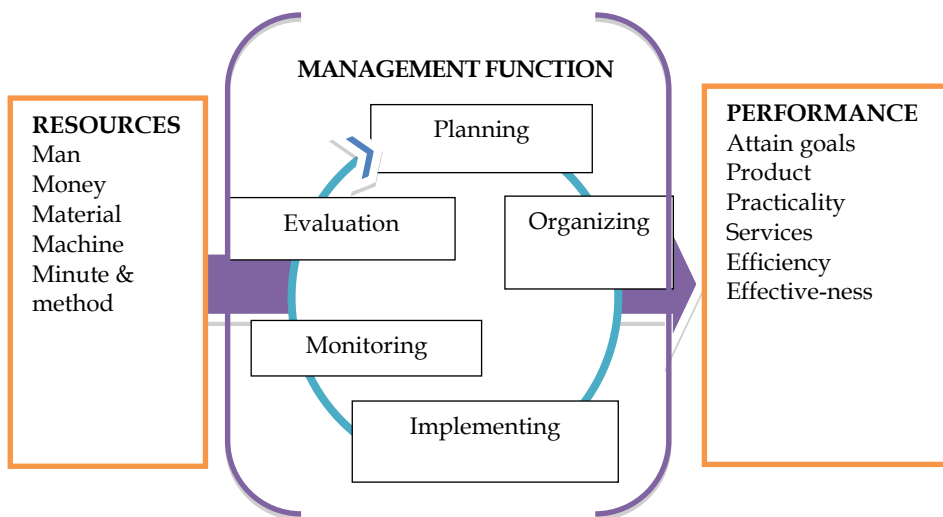 RESOURCES
Man
Money
Material
Machine
Minute &
method
MANAGEMENT FUNCTION
Planning
Organizing
Implementing
Monitoring
Evaluation
PERFORMANCE
Attain goals
Product
Practicality
Services
Efficiency
Effective-ness